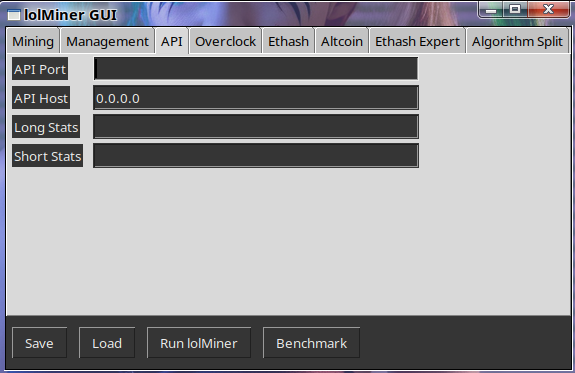 lolMiner GUI
Mining Management API Overclock Ethash Altcoin Ethash Expert Algorithm Split
API Port
API Host 0.0.0.0
Long Stats
Short Stats
Save Load Run lolMiner Benchmark